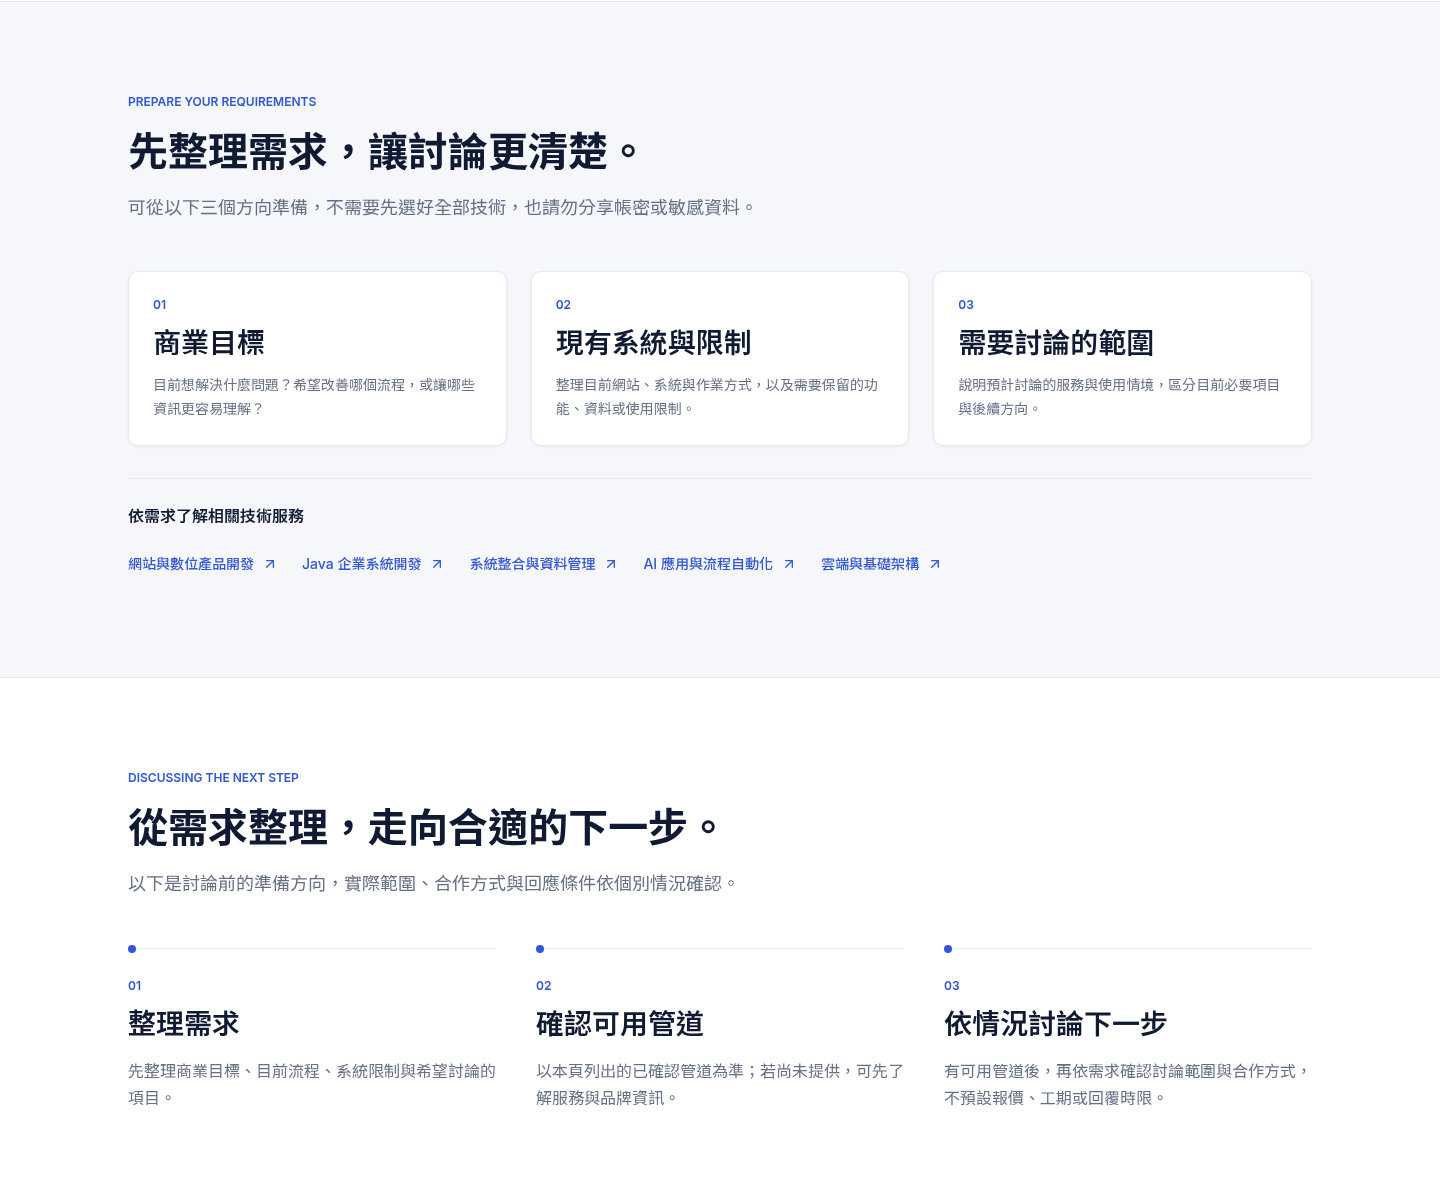 PREPARE YOUR REQUIREMENTS
先整理需求，讓討論更清楚。
可從以下三個方向準備，不需要先選好全部技術，也請勿分享帳密或敏感資料。
01
商業目標
目前想解決什麼問題？希望改善哪個流程，或讓哪些
資訊更容易理解？
02
現有系統與限制
整理目前網站、系統與作業方式，以及需要保留的功
能、資料或使用限制。
03
需要討論的範圍
說明預計討論的服務與使用情境，區分目前必要項目
與後續方向。
依需求了解相關技術服務
網站與數位產品開發
Java 企業系統開發
系統整合與資料管理
AI 應用與流程自動化
雲端與基礎架構
DISCUSSING THE NEXT STEP
從需求整理，走向合適的下一步。
以下是討論前的準備方向，實際範圍、合作方式與回應條件依個別情況確認。
01
整理需求
先整理商業目標、目前流程、系統限制與希望討論的
項目。
02
確認可用管道
以本頁列出的已確認管道為準；若尚未提供，可先了
解服務與品牌資訊。
03
依情況討論下一步
有可用管道後，再依需求確認討論範圍與合作方式，
不預設報價、工期或回覆時限。